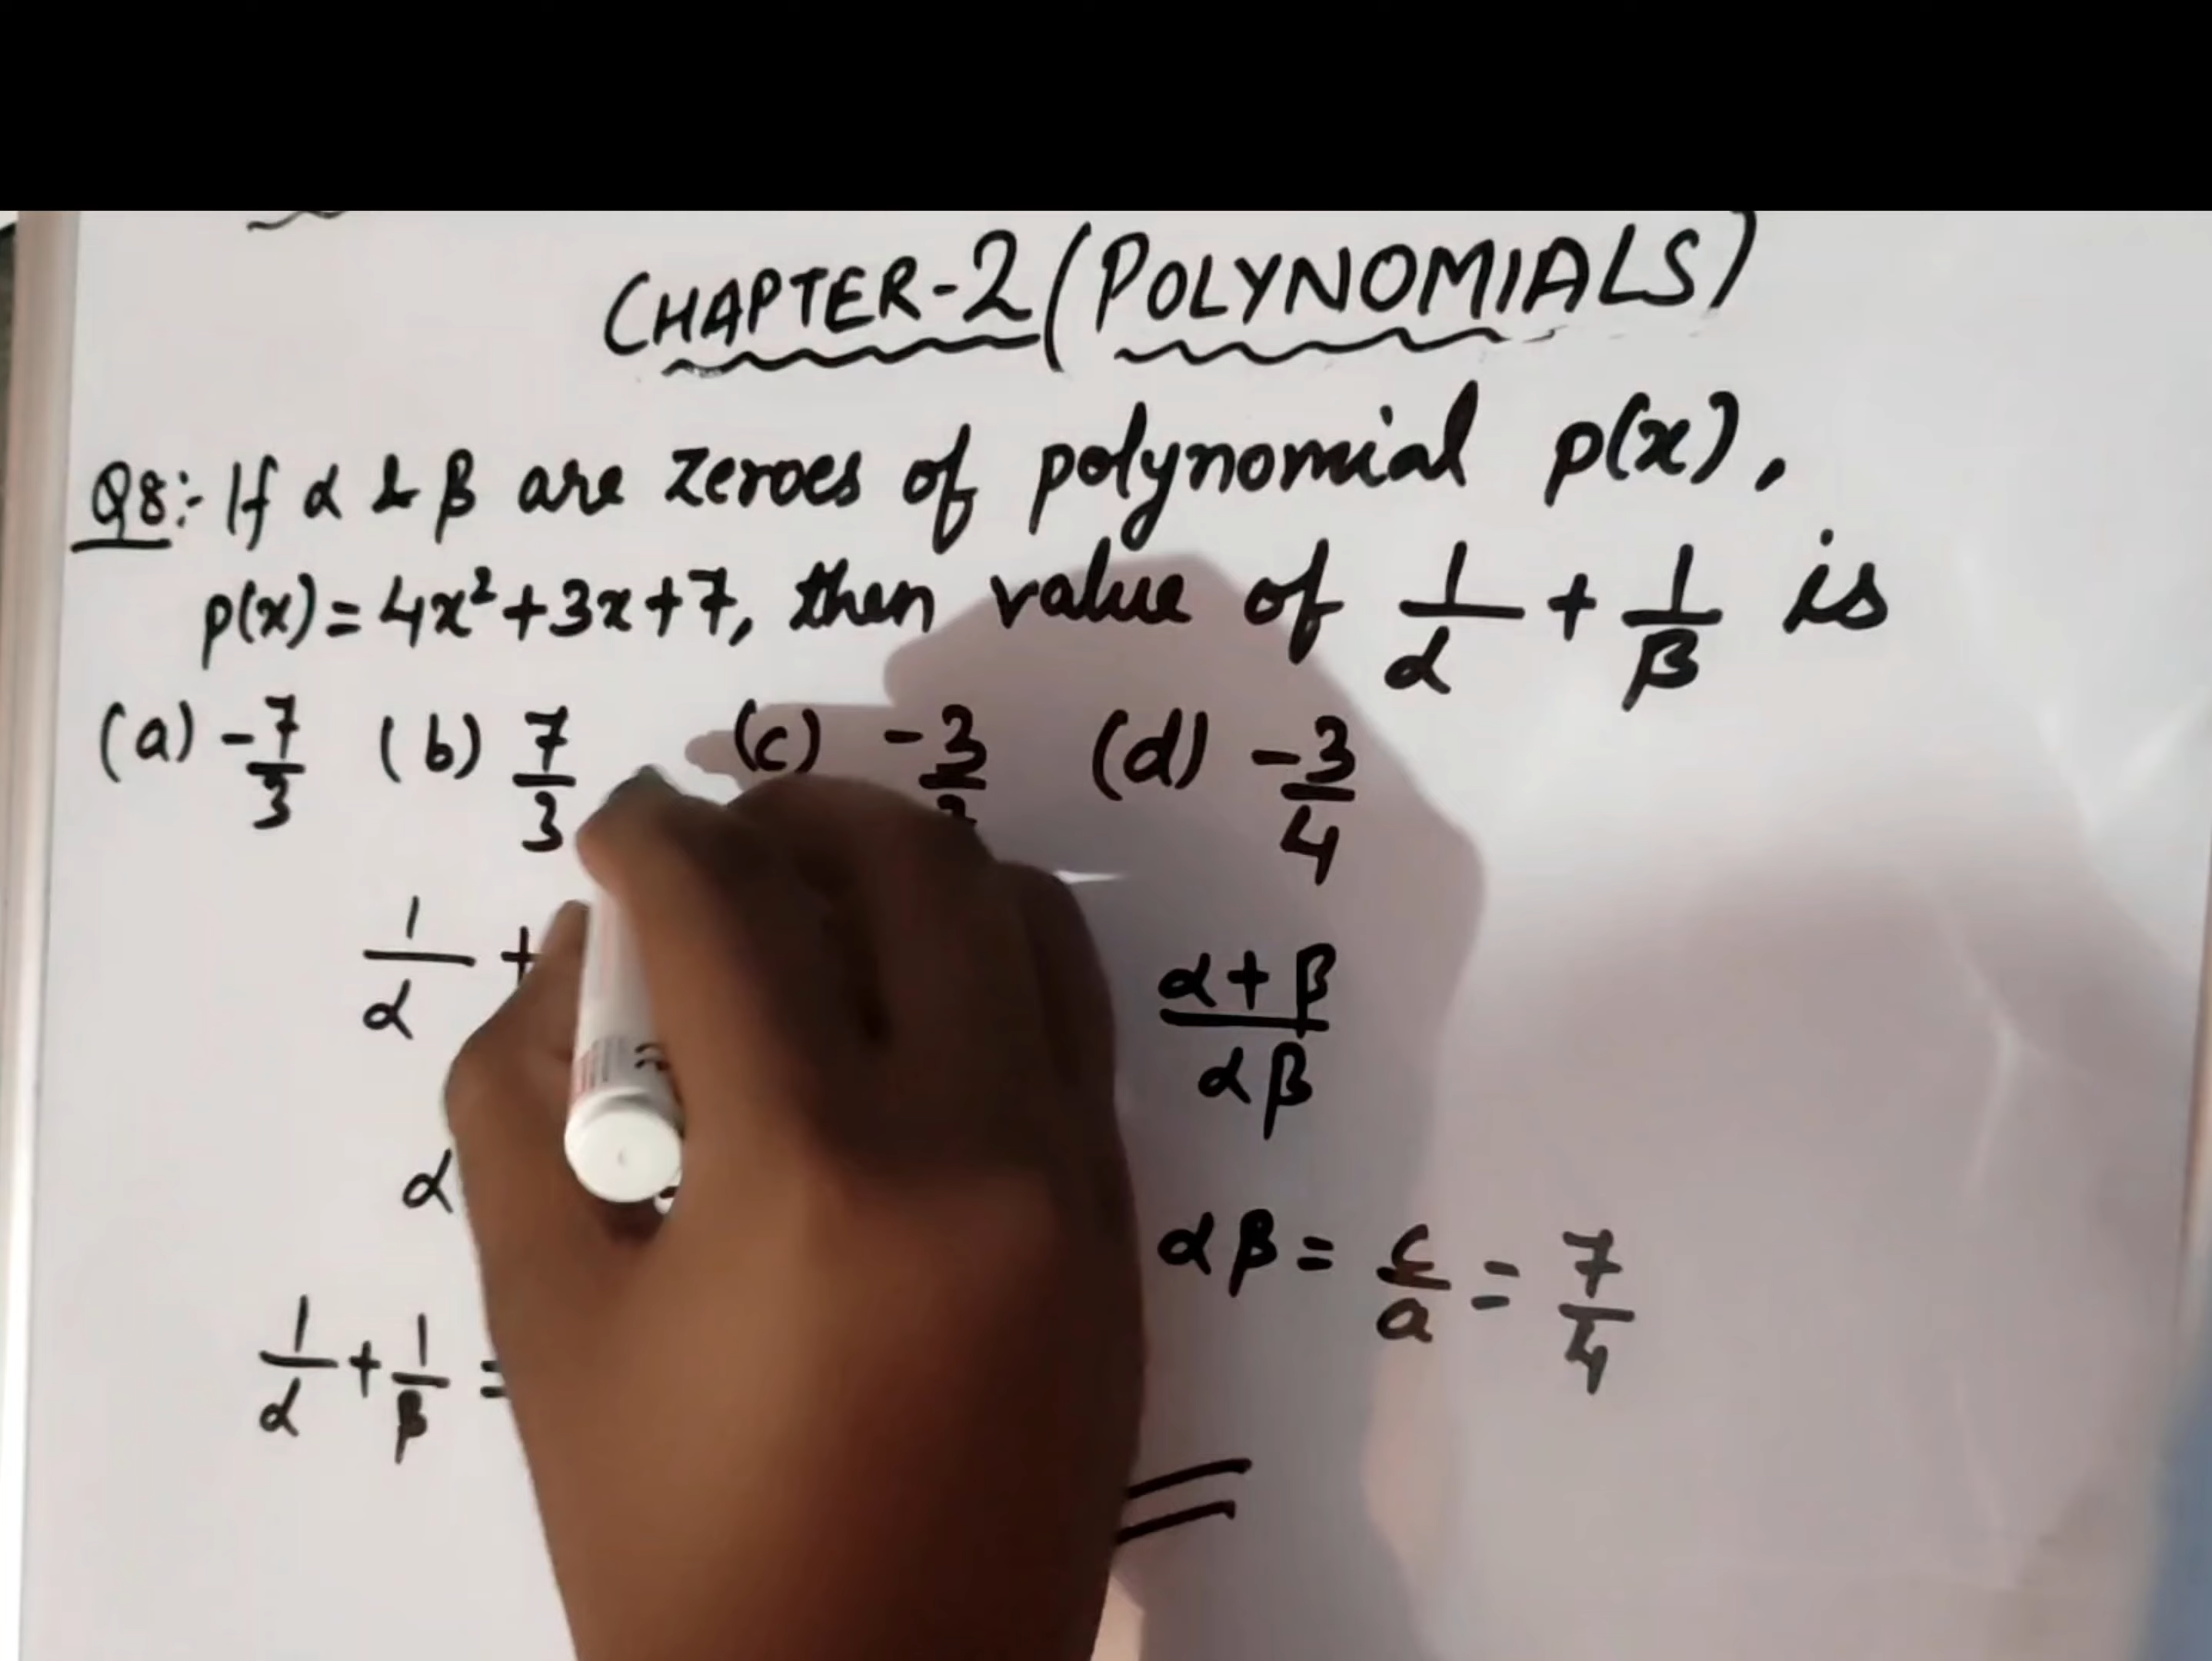 CHAPTER-2 (POLYNOMIALS)
Q8:- If α & β are zeroes of polynomial p(x),
p(x) = 4x² + 3x + 7, then value of 1/α + 1/β is
(a) -7/3 (b) 7/3 (c) -3/ (d) -3/4
1/α + α+β/αβ
α αβ = c/a = 7/4
1/α + 1/β =